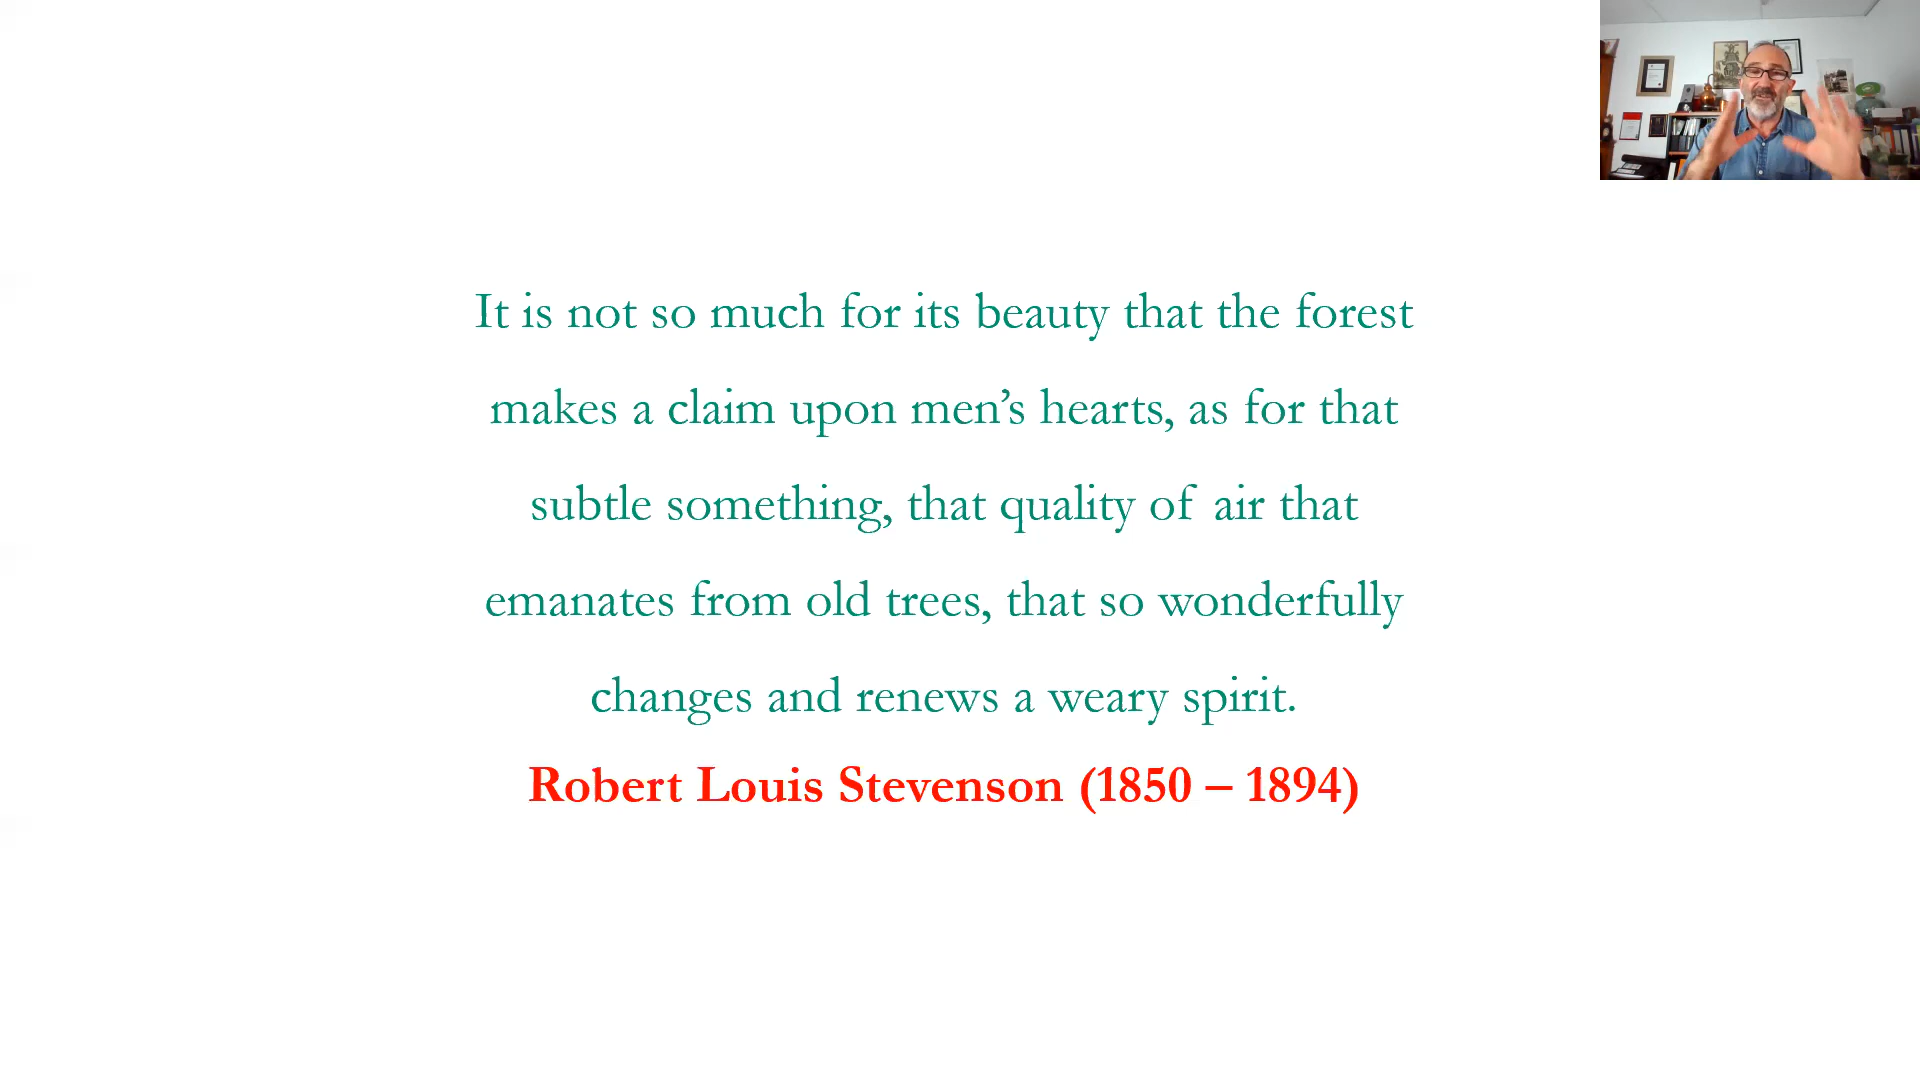 It is not so much for its beauty that the forest
makes a claim upon men’s hearts, as for that
subtle something, that quality of air that
emanates from old trees, that so wonderfully
changes and renews a weary spirit.
Robert Louis Stevenson (1850 – 1894)